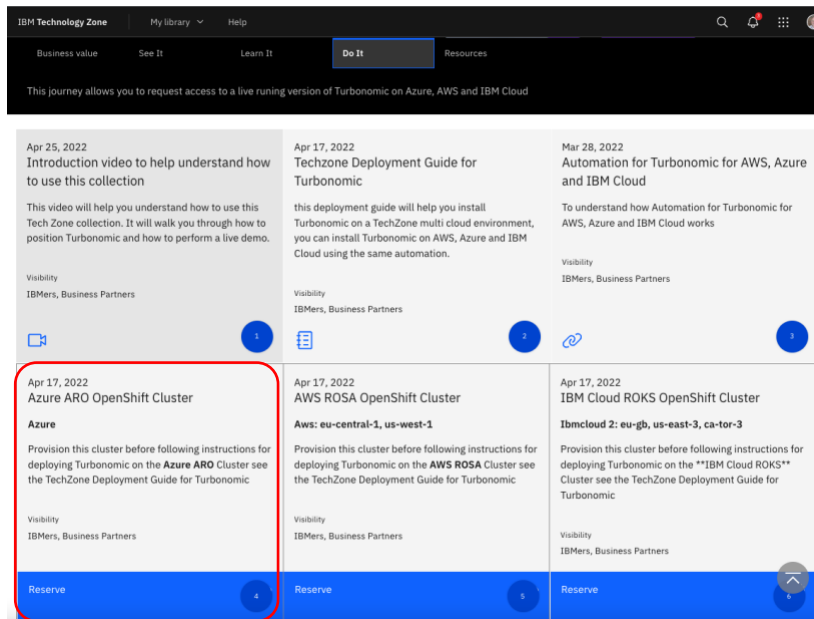 IBM Technology Zone My library Help
Business value See It Learn It Do It Resources
This journey allows you to request access to a live runing version of Turbonomic on Azure, AWS and IBM Cloud
Apr 25, 2022
Introduction video to help understand how
to use this collection
This video will help you understand how to use this
Tech Zone collection. It will walk you through how to
position Turbonomic and how to perform a live demo.
Visibility
IBMers, Business Partners
1
Apr 17, 2022
Techzone Deployment Guide for
Turbonomic
this deployment guide will help you install
Turbonomic on a TechZone multi cloud environment,
you can install Turbonomic on AWS, Azure and IBM
Cloud using the same automation.
Visibility
IBMers, Business Partners
2
Mar 28, 2022
Automation for Turbonomic for AWS, Azure
and IBM Cloud
To understand how Automation for Turbonomic for
AWS, Azure and IBM Cloud works
Visibility
IBMers, Business Partners
3
Apr 17, 2022
Azure ARO OpenShift Cluster
Azure
Provision this cluster before following instructions for
deploying Turbonomic on the Azure ARO Cluster see
the TechZone Deployment Guide for Turbonomic
Visibility
IBMers, Business Partners
Reserve
4
Apr 17, 2022
AWS ROSA OpenShift Cluster
Aws: eu-central-1, us-west-1
Provision this cluster before following instructions for
deploying Turbonomic on the AWS ROSA Cluster see
the TechZone Deployment Guide for Turbonomic
Visibility
IBMers, Business Partners
Reserve
5
Apr 17, 2022
IBM Cloud ROKS OpenShift Cluster
Ibmcloud 2: eu-gb, us-east-3, ca-tor-3
Provision this cluster before following instructions for
deploying Turbonomic on the **IBM Cloud ROKS**
Cluster see the TechZone Deployment Guide for
Turbonomic
Visibility
IBMers, Business Partners
Reserve
6